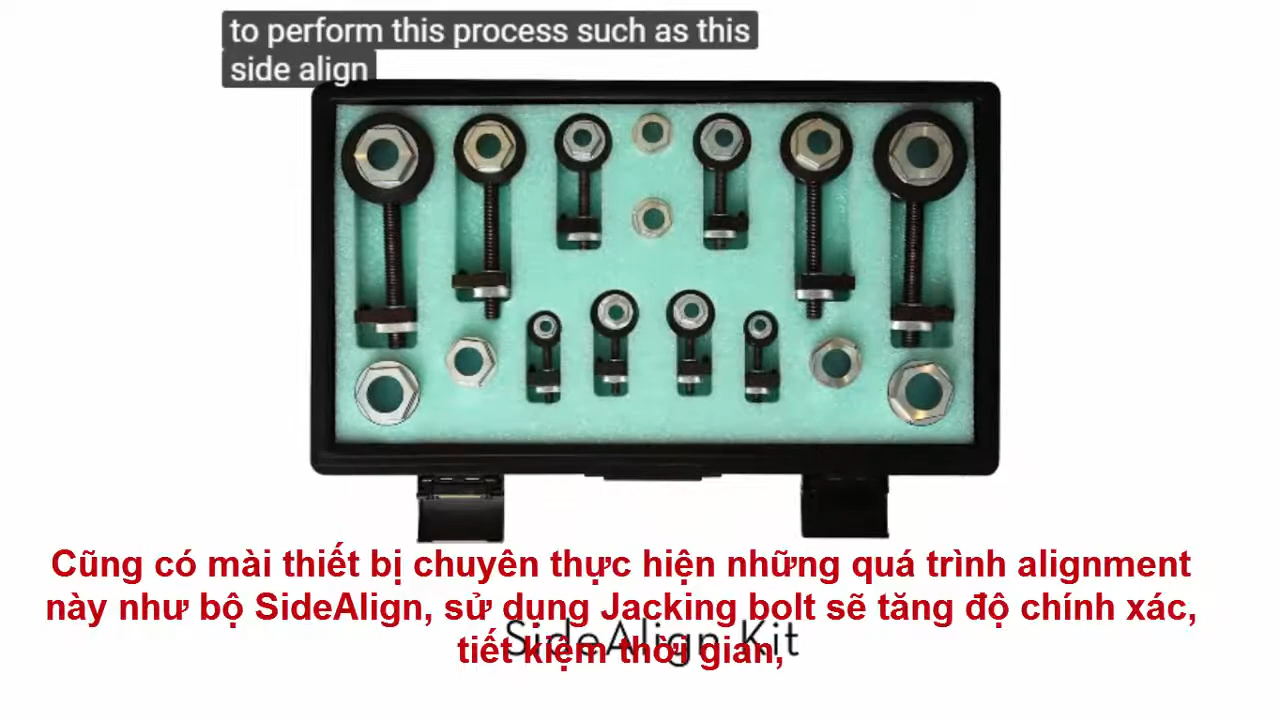 to perform this process such as this
side align
Cũng có mài thiết bị chuyên thực hiện những quá trình alignment
này như bộ SideAlign, sử dụng Jacking bolt sẽ tăng độ chính xác,
tiết kiệm thời gian,
SideAlign Kit